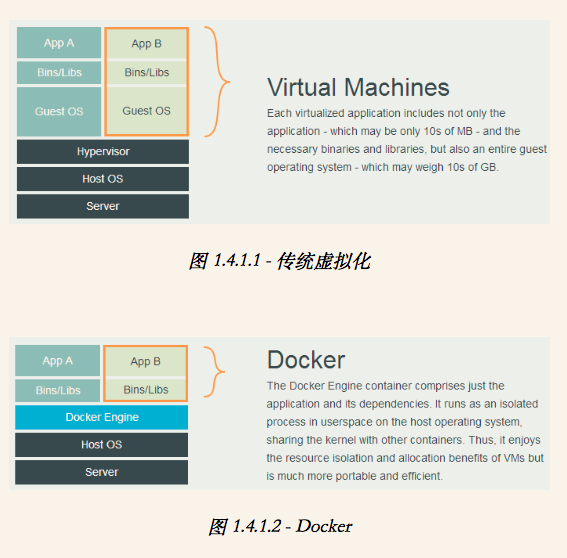 App A
App B
Bins/Libs
Bins/Libs
Guest OS
Guest OS
Hypervisor
Host OS
Server
Virtual Machines
Each virtualized application includes not only the
application - which may be only 10s of MB - and the
necessary binaries and libraries, but also an entire guest
operating system - which may weigh 10s of GB.
图 1.4.1.1 - 传统虚拟化
App A
App B
Bins/Libs
Bins/Libs
Docker Engine
Host OS
Server
Docker
The Docker Engine container comprises just the
application and its dependencies. It runs as an isolated
process in userspace on the host operating system,
sharing the kernel with other containers. Thus, it enjoys
the resource isolation and allocation benefits of VMs but
is much more portable and efficient.
图 1.4.1.2 - Docker